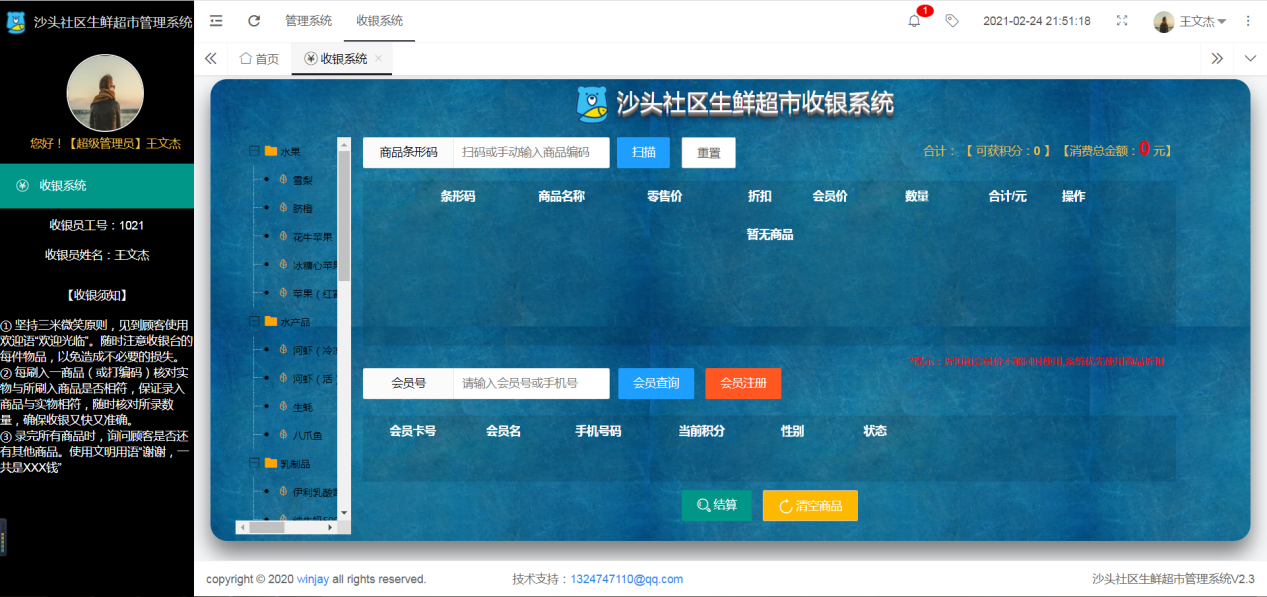 沙头社区生鲜超市管理系统
管理系统 收银系统
1
2021-02-24 21:51:18
王文杰
首页 收银系统
您好！【超级管理员】王文杰
收银系统
收银员工号：1021
收银员姓名：王文杰
【收银须知】
① 坚持三米微笑原则，见到顾客使用
欢迎语“欢迎光临”。随时注意收银台的
每件物品，以免造成不必要的损失。
② 每刷入一商品（或打编码）核对实
物与所刷入商品是否相符，保证录入
商品与实物相符，随时核对所录数
量，确保收银又快又准确。
③ 录完所有商品时，询问顾客是否还
有其他商品。使用文明用语“谢谢，一
共是XXX钱”
沙头社区生鲜超市收银系统
水果
雪梨
脐橙
花牛苹果
冰糖心苹果
苹果（红富
水产品
河虾（冷冻
河虾（活
生蚝
八爪鱼
乳制品
伊利乳酸菌
商品条形码 扫码或手动输入商品编码 扫描 重置
合计： 【 可获积分：0 】 【消费总金额：0 元】
条形码 商品名称 零售价 折扣 会员价 数量 合计/元 操作
暂无商品
会员号 请输入会员号或手机号 会员查询 会员注册
会员卡号 会员名 手机号码 当前积分 性别 状态
结算 清空商品
copyright © 2020 winjay all rights reserved.
技术支持：1324747110@qq.com
沙头社区生鲜超市管理系统V2.3